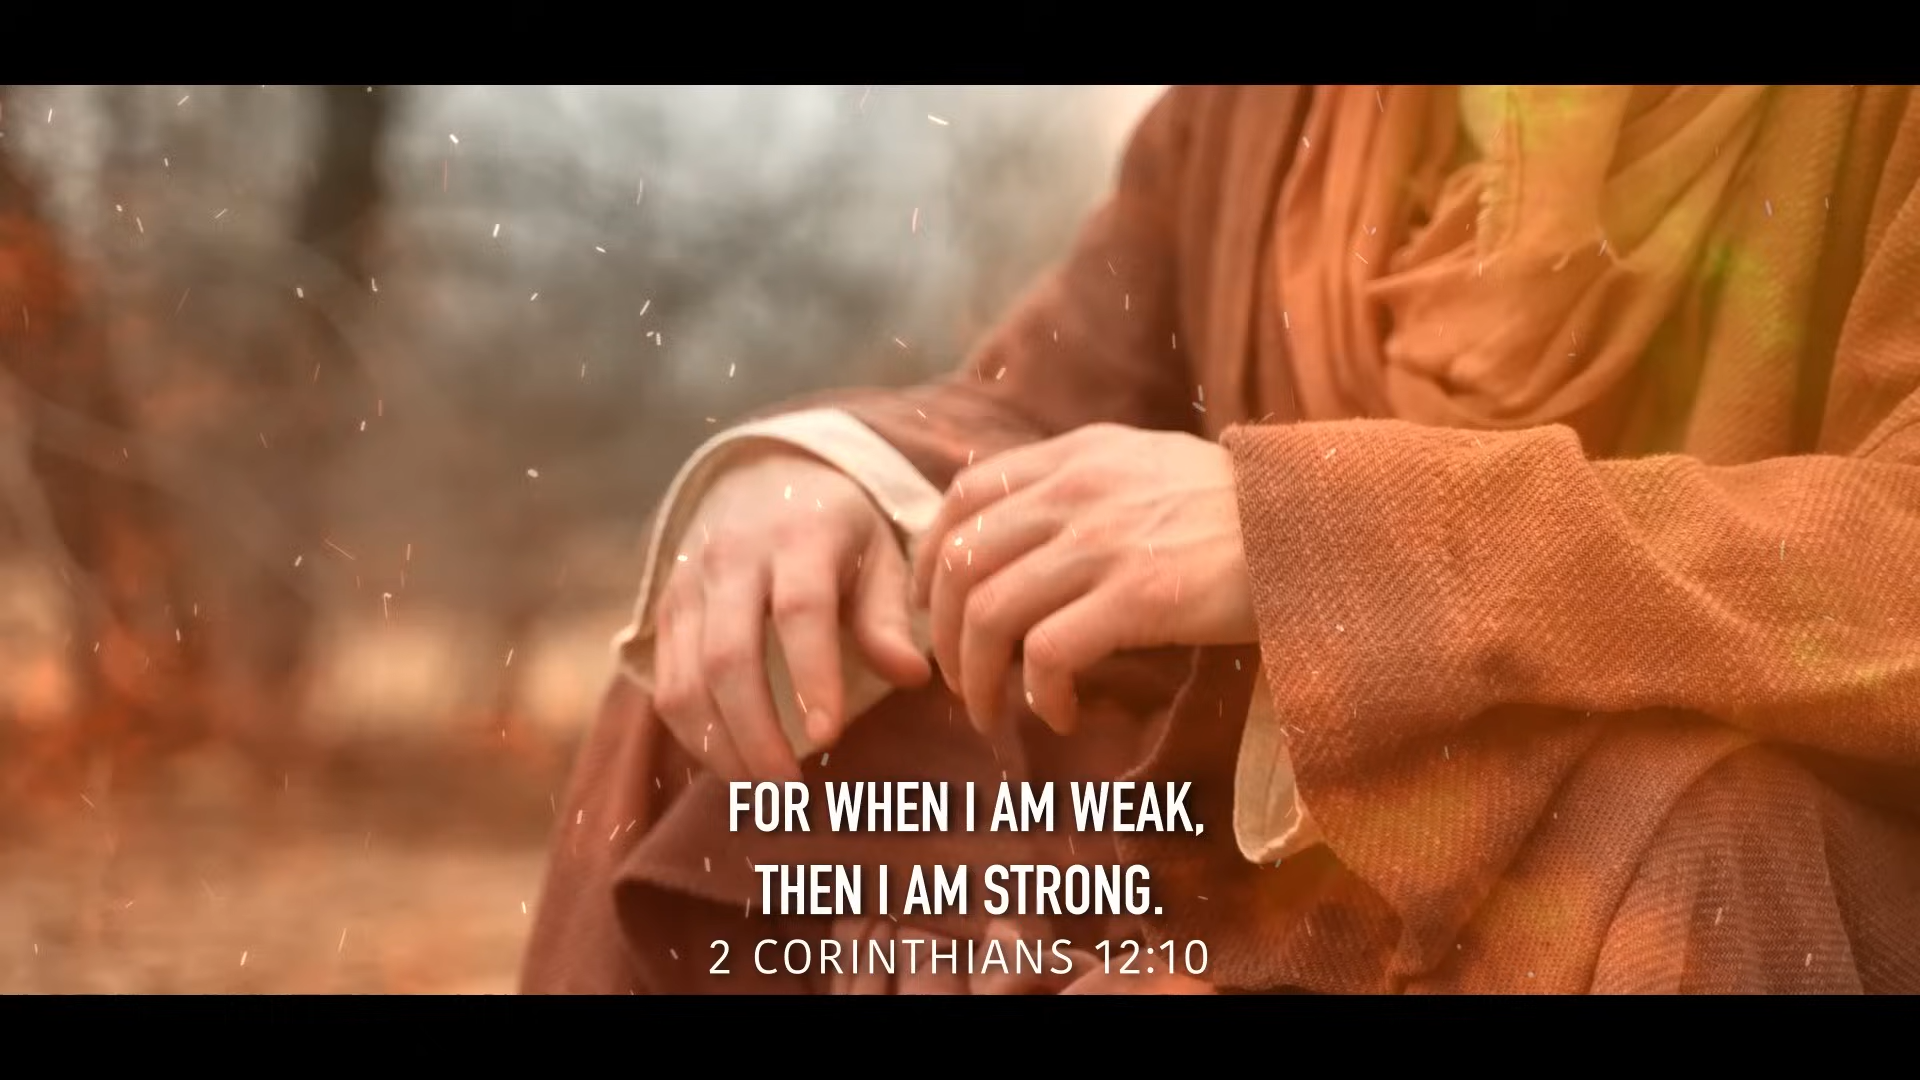 FOR WHEN I AM WEAK,
THEN I AM STRONG.
2 CORINTHIANS 12:10